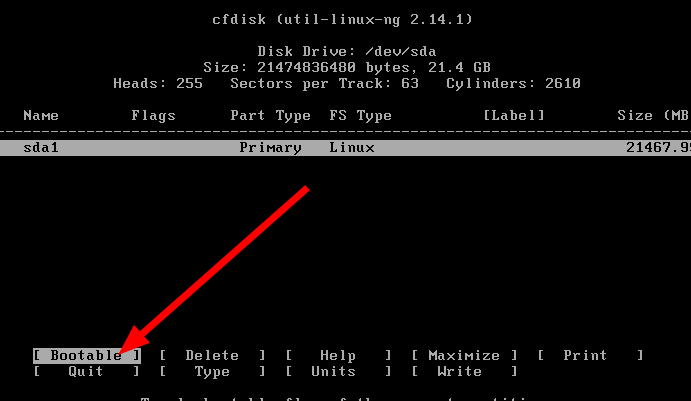 cfdisk (util-linux-ng 2.14.1)
Disk Drive: /dev/sda
Size: 21474836480 bytes, 21.4 GB
Heads: 255   Sectors per Track: 63   Cylinders: 2610
Name   Flags   Part Type   FS Type   [Label]   Size (MB
sda1   Primary   Linux   21467.9
[ Bootable ]   [ Delete ]   [ Help ]   [ Maximize ]   [ Print ]
[ Quit ]   [ Type ]   [ Units ]   [ Write ]